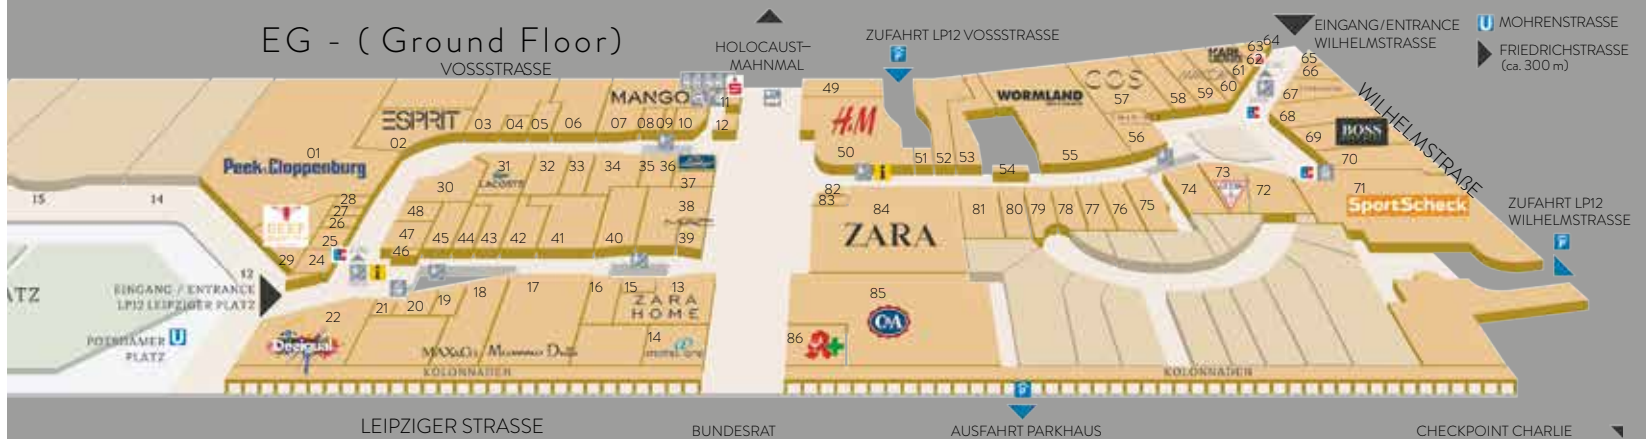 EG - ( Ground Floor)
VOSSSTRASSE
HOLOCAUST–
MAHNMAL
ZUFAHRT LP12 VOSSSTRASSE
EINGANG/ENTRANCE
WILHELMSTRASSE
U MOHRENSTRASSE
FRIEDRICHSTRASSE
(ca. 300 m)
WILHELMSTRAßE
ZUFAHRT LP12
WILHELMSTRASSE
P
P
01
Peek&Cloppenburg
ESPRIT
02
03 04 05 06
MANGO
07 08 09 10
11
12
S
49
H&M
50
i
51 52 53
54
WORMLAND
55
COS
57
56
58
59
60
61
62
63
64
65
66
67
68
69
BOSS
70
71
SportScheck
72
73
74
75
76
77
78
79
80
81
82
83
84
ZARA
85
C&A
86
15
14
28
27
26
25
24
29
30
31
LACOSTE
32 33 34 35 36
37
38
39
48
47
46
45 44 43 42 41 40
i
12
EINGANG / ENTRANCE
LP12 LEIPZIGER PLATZ
ATZ
POTSDAMER
PLATZ
U
22
21
20
19
18
17
16
15
13
ZARA
HOME
14
Desigual
MAX&Co
Massimo Dutti
KOLONNADEN
KOLONNADEN
P
LEIPZIGER STRASSE
BUNDESRAT
AUSFAHRT PARKHAUS
CHECKPOINT CHARLIE